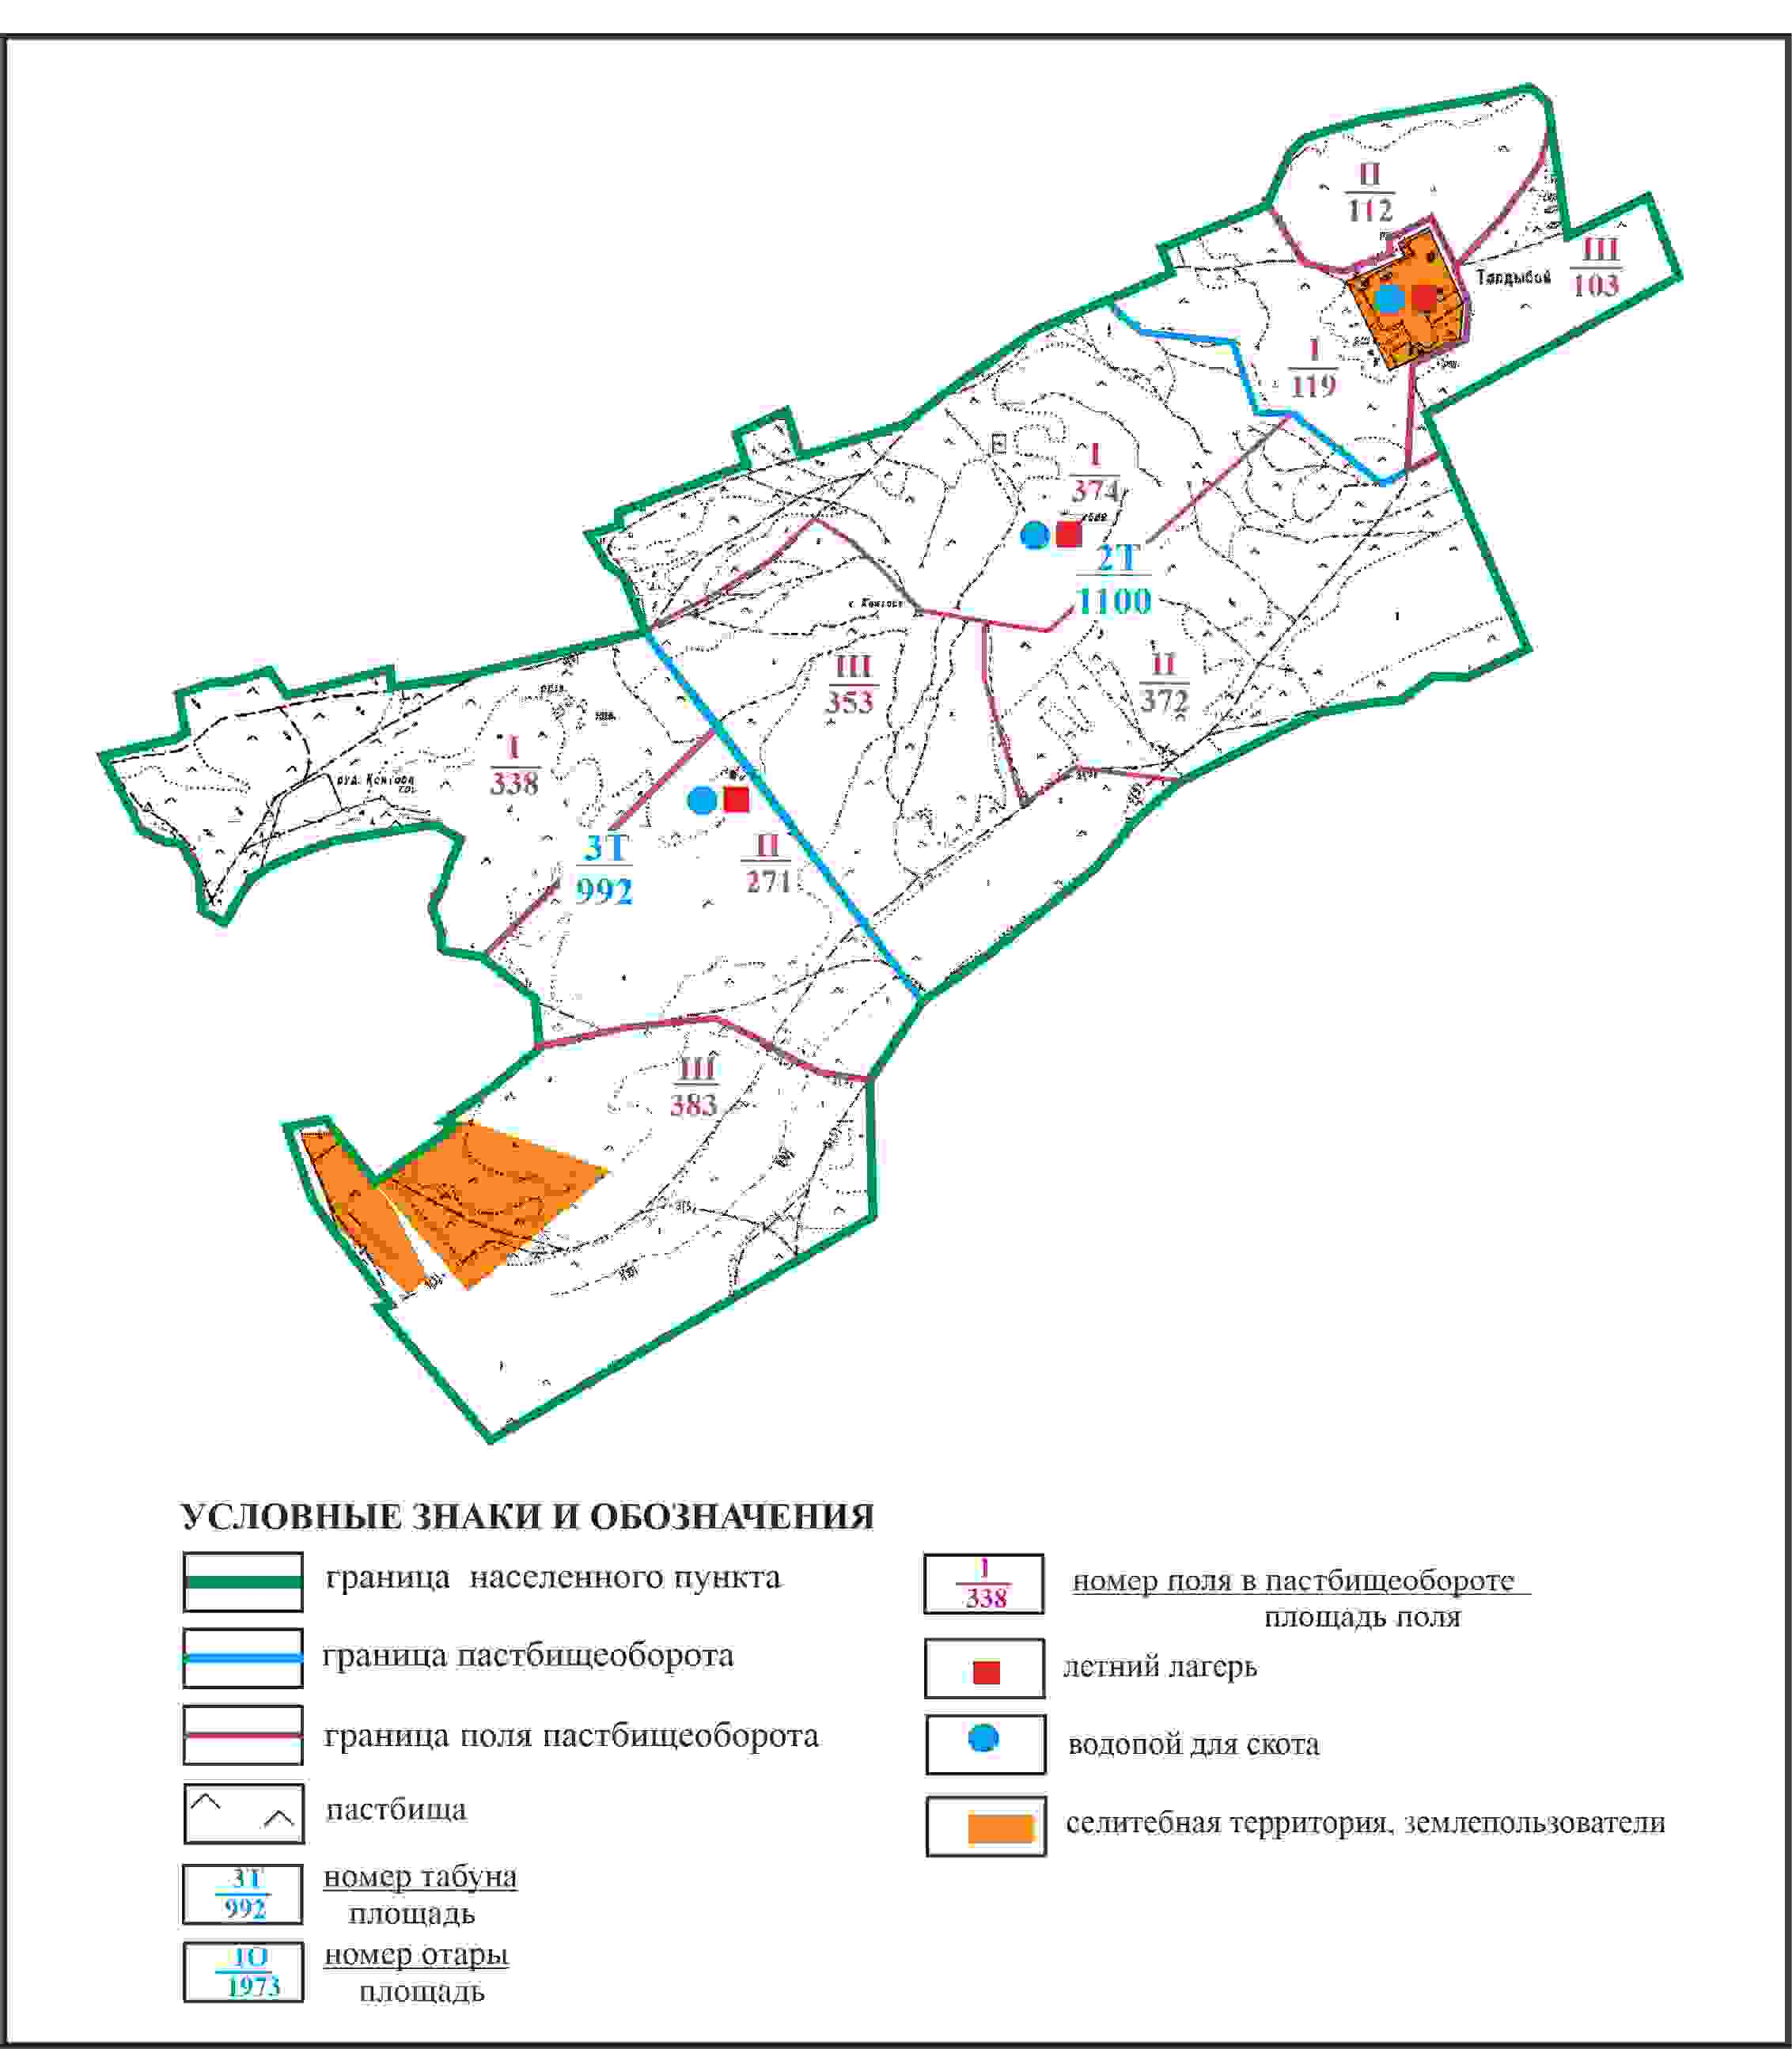 II
112
III
103
Талдыбой
I
119
I
374
2Т
1100
III
353
II
372
I
338
3Т
992
II
271
III
383
УСЛОВНЫЕ ЗНАКИ И ОБОЗНАЧЕНИЯ
граница населенного пункта
граница пастбищеоборота
граница поля пастбищеоборота
пастбища
3Т
992
номер табуна
площадь
1О
1973
номер отары
площадь
I
338
номер поля в пастбищеобороте
площадь поля
летний лагерь
водопой для скота
селитебная территория, землепользователи